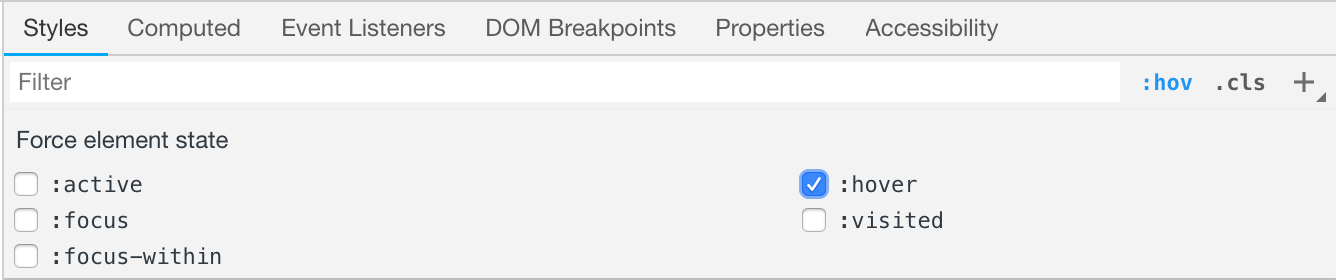 Styles Computed Event Listeners DOM Breakpoints Properties Accessibility
Filter :hov .cls +
Force element state
:active :hover
:focus :visited
:focus-within